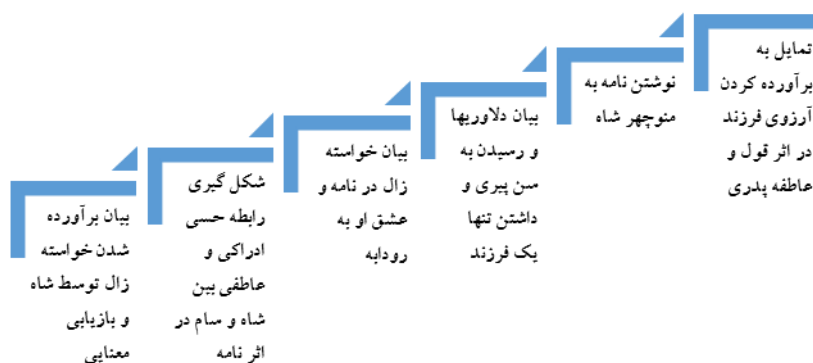 تمایل به
برآورده کردن
آرزوی فرزند
در اثر قول و
عاطفه پدری
نوشتن نامه به
منوچهر شاه
بیان دلاوریها
و رسیدن به
سن پیری و
داشتن تنها
یک فرزند
بیان خواسته
زال در نامه و
عشق او به
رودابه
شکل گیری
رابطه حسی
ادراکی و
عاطفی بین
شاه و سام در
اثر نامه
بیان برآورده
شدن خواسته
زال توسط شاه
و بازیابی
معنایی